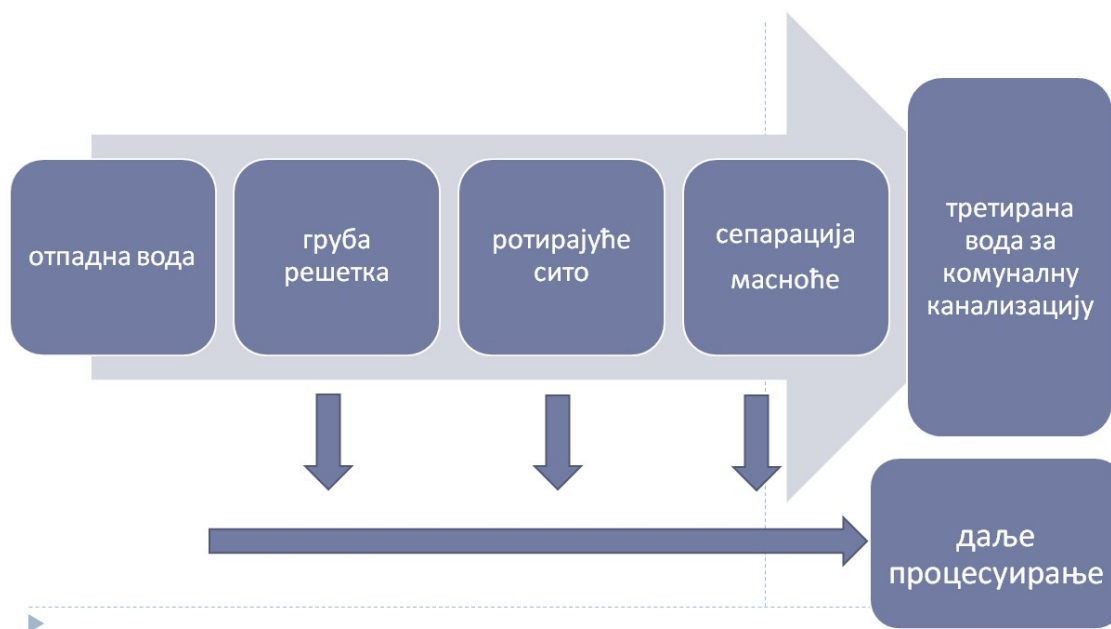 отпадна вода
груба
решетка
ротирајуће
сито
сепарација
масноће
третирана
вода за
комуналну
канализацију
даље
процесуирање